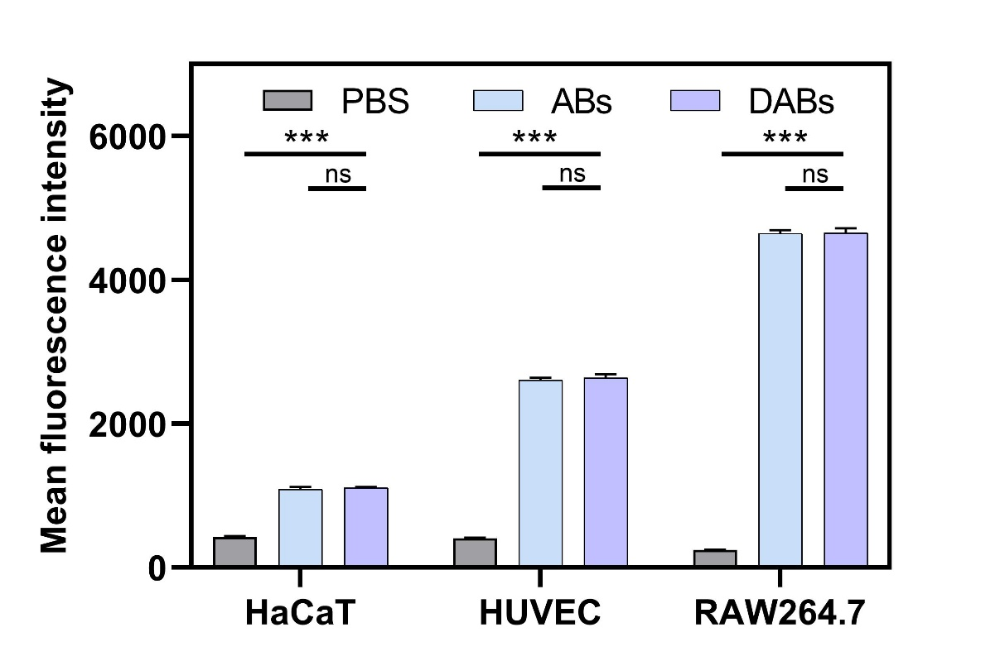 Mean fluorescence intensity
PBS ABs DABs
6000
*** *** ***
ns ns ns
4000
2000
0
HaCaT HUVEC RAW264.7